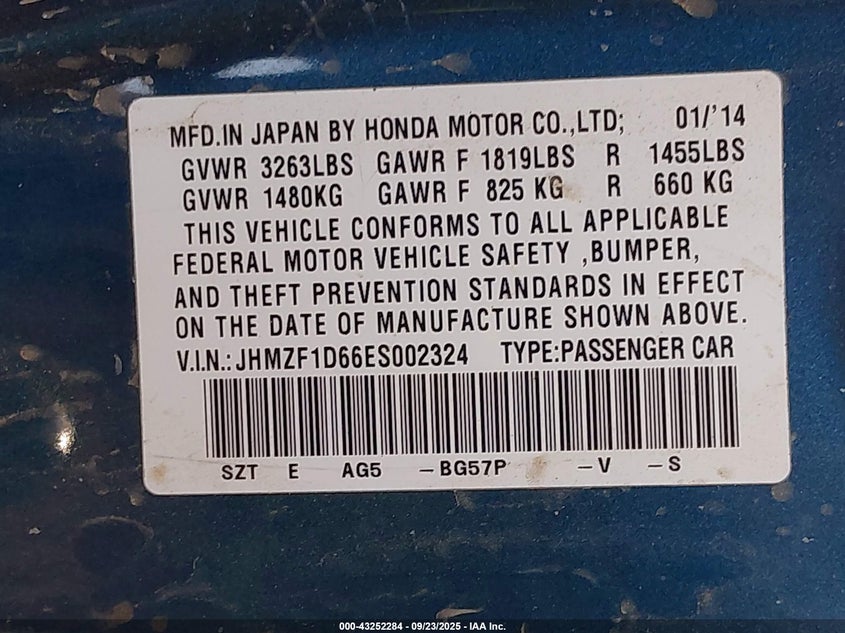 MFD.IN JAPAN BY HONDA MOTOR CO.,LTD; 01/'14
GVWR 3263LBS GAWR F 1819LBS R 1455LBS
GVWR 1480KG GAWR F 825 KG R 660 KG
THIS VEHICLE CONFORMS TO ALL APPLICABLE
FEDERAL MOTOR VEHICLE SAFETY ,BUMPER,
AND THEFT PREVENTION STANDARDS IN EFFECT
ON THE DATE OF MANUFACTURE SHOWN ABOVE.
V.I.N.:JHMZF1D66ES002324 TYPE:PASSENGER CAR
SZT E AG5 -BG57P -V -S
000-43252284 - 09/23/2025 - IAA Inc.